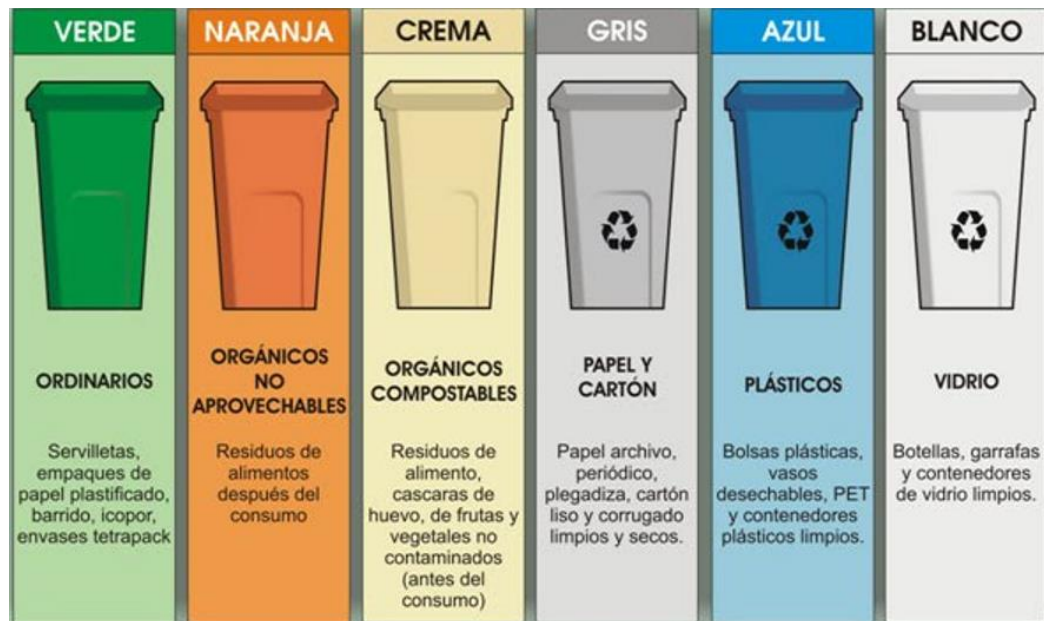 VERDE
ORDINARIOS
Servilletas,
empaques de
papel plastificado,
barrido, icopor,
envases tetrapack
NARANJA
ORGÁNICOS
NO
APROVECHABLES
Residuos de
alimentos
después del
consumo
CREMA
ORGÁNICOS
COMPOSTABLES
Residuos de
alimento,
cascaras de
huevo, de frutas y
vegetales no
contaminados
(antes del
consumo)
GRIS
PAPEL Y
CARTÓN
Papel archivo,
periódico,
plegadiza, cartón
liso y corrugado
limpios y secos.
AZUL
PLÁSTICOS
Bolsas plásticas,
vasos
desechables, PET
y contenedores
plásticos limpios.
BLANCO
VIDRIO
Botellas, garrafas
y contenedores
de vidrio limpios.